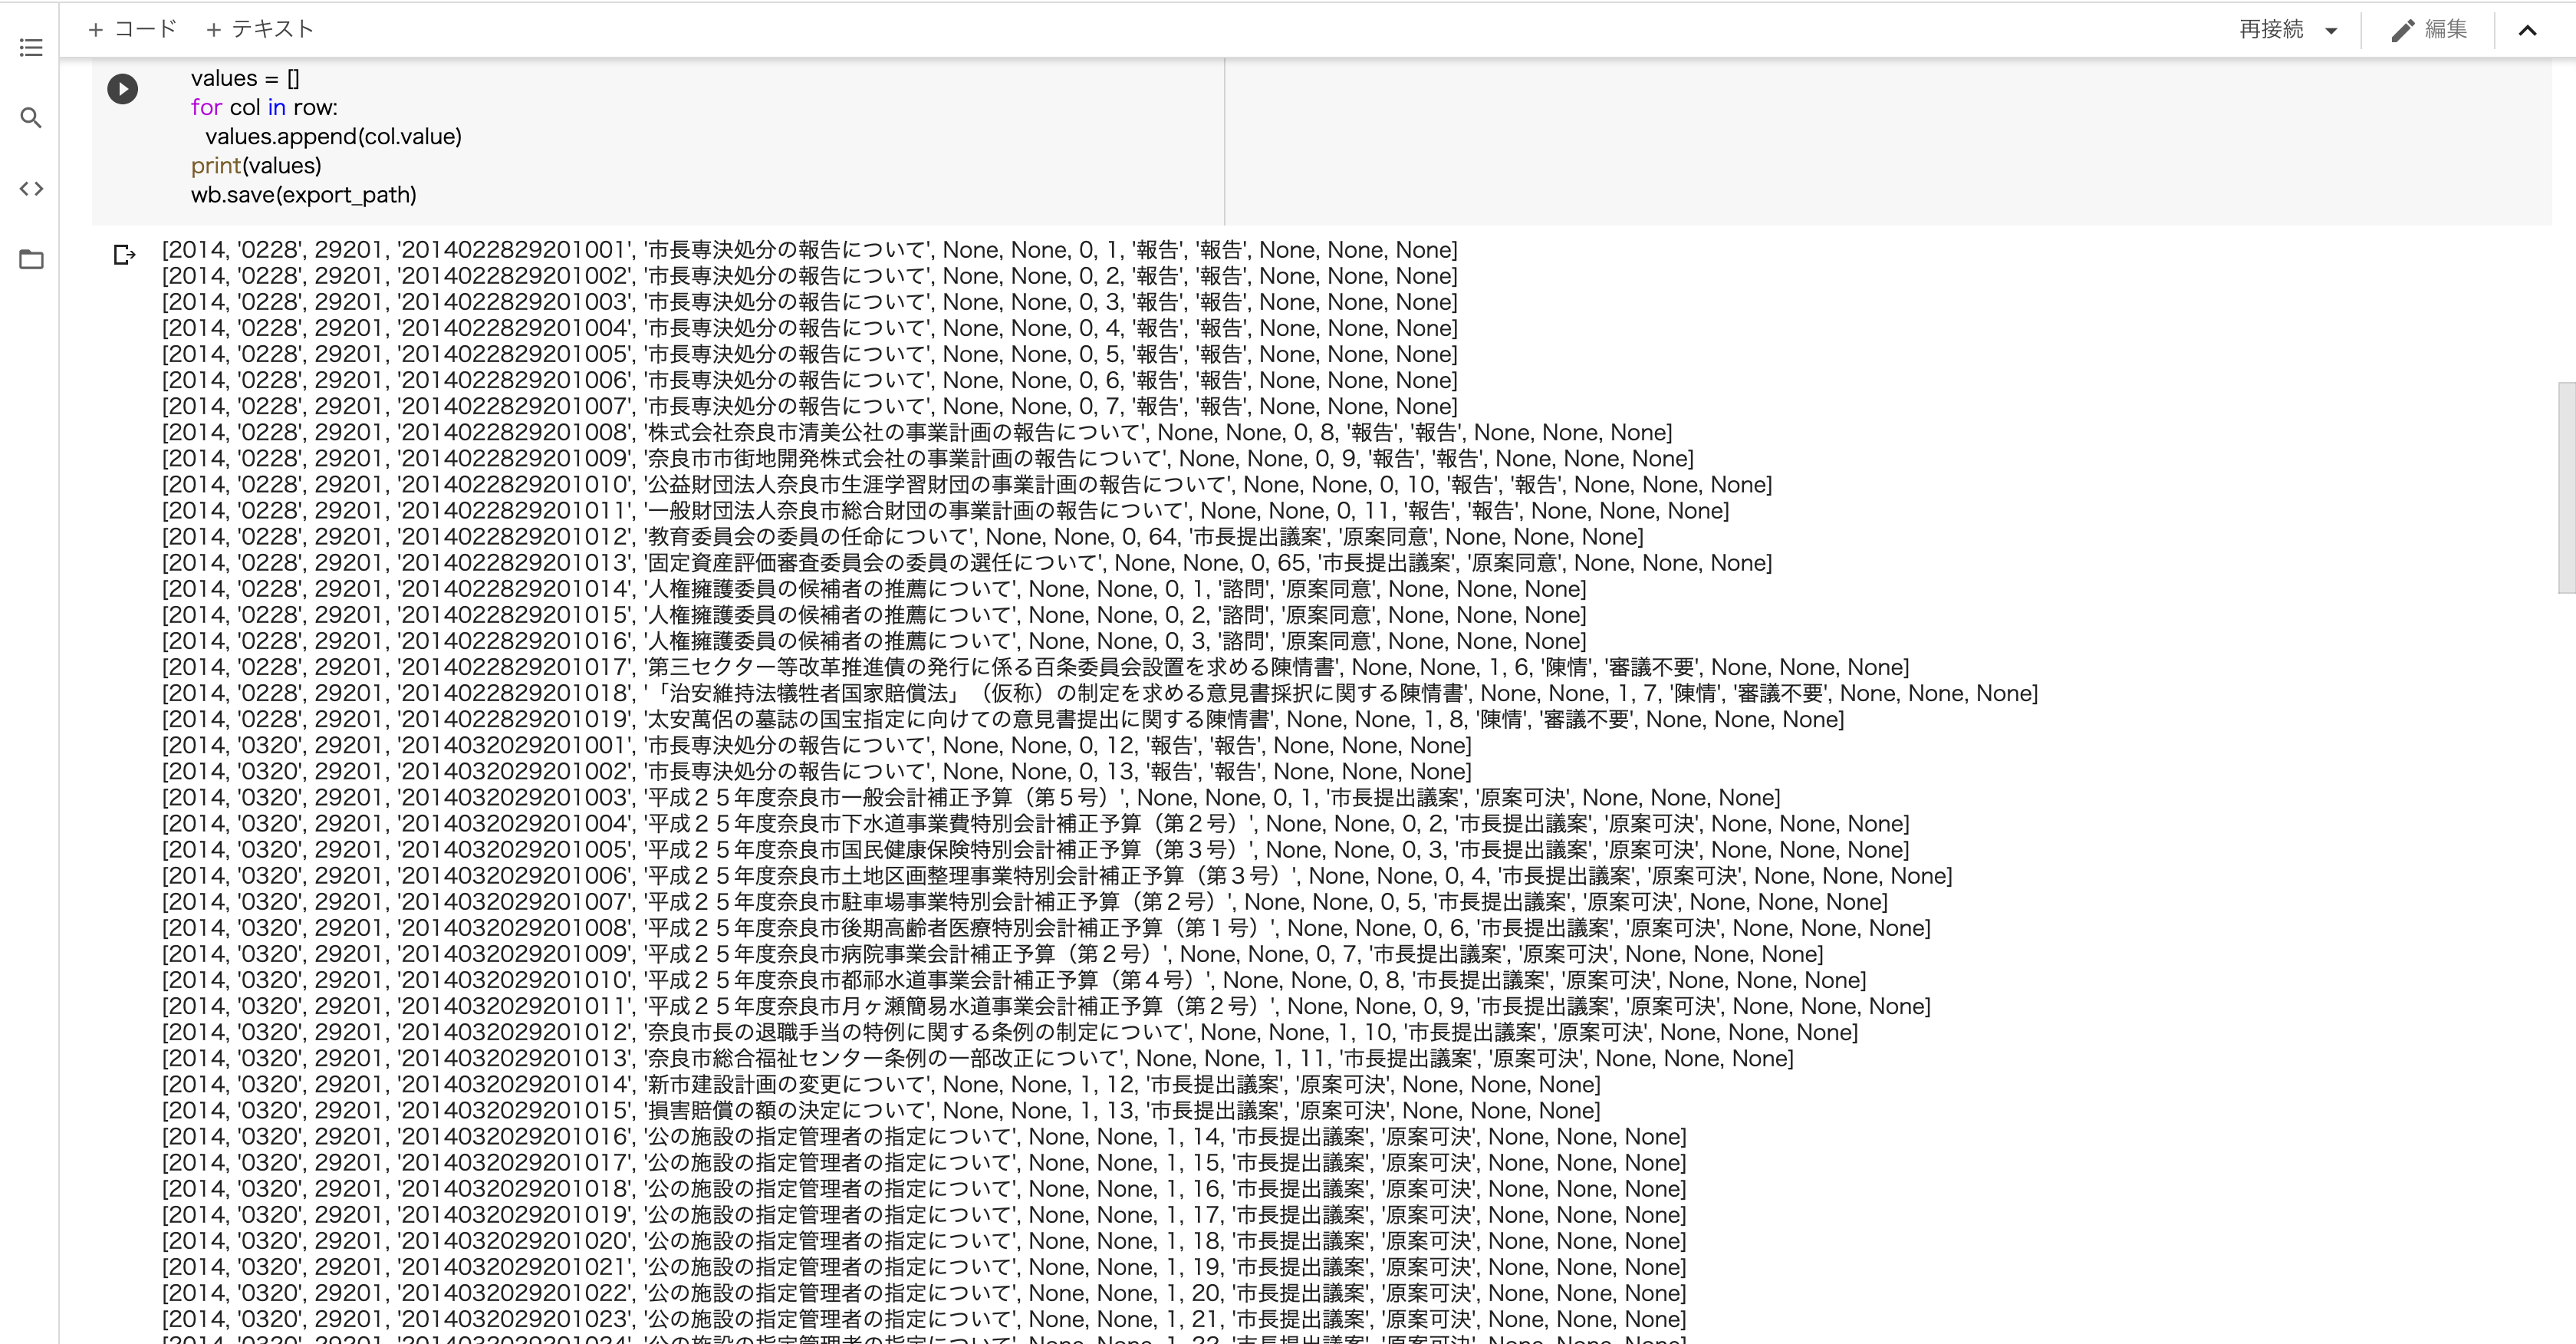 + コード + テキスト 再接続 編集
values = []
for col in row:
values.append(col.value)
print(values)
wb.save(export_path)
[2014, '0228', 29201, '2014022829201001', '市長専決処分の報告について', None, None, 0, 1, '報告', '報告', None, None, None]
[2014, '0228', 29201, '2014022829201002', '市長専決処分の報告について', None, None, 0, 2, '報告', '報告', None, None, None]
[2014, '0228', 29201, '2014022829201003', '市長専決処分の報告について', None, None, 0, 3, '報告', '報告', None, None, None]
[2014, '0228', 29201, '2014022829201004', '市長専決処分の報告について', None, None, 0, 4, '報告', '報告', None, None, None]
[2014, '0228', 29201, '2014022829201005', '市長専決処分の報告について', None, None, 0, 5, '報告', '報告', None, None, None]
[2014, '0228', 29201, '2014022829201006', '市長専決処分の報告について', None, None, 0, 6, '報告', '報告', None, None, None]
[2014, '0228', 29201, '2014022829201007', '市長専決処分の報告について', None, None, 0, 7, '報告', '報告', None, None, None]
[2014, '0228', 29201, '2014022829201008', '株式会社奈良市清美公社の事業計画の報告について', None, None, 0, 8, '報告', '報告', None, None, None]
[2014, '0228', 29201, '2014022829201009', '奈良市市街地開発株式会社の事業計画の報告について', None, None, 0, 9, '報告', '報告', None, None, None]
[2014, '0228', 29201, '2014022829201010', '公益財団法人奈良市生涯学習財団の事業計画の報告について', None, None, 0, 10, '報告', '報告', None, None, None]
[2014, '0228', 29201, '2014022829201011', '一般財団法人奈良市総合財団の事業計画の報告について', None, None, 0, 11, '報告', '報告', None, None, None]
[2014, '0228', 29201, '2014022829201012', '教育委員会の委員の任命について', None, None, 0, 64, '市長提出議案', '原案同意', None, None, None]
[2014, '0228', 29201, '2014022829201013', '固定資産評価審査委員会の委員の選任について', None, None, 0, 65, '市長提出議案', '原案同意', None, None, None]
[2014, '0228', 29201, '2014022829201014', '人権擁護委員の候補者の推薦について', None, None, 0, 1, '諮問', '原案同意', None, None, None]
[2014, '0228', 29201, '2014022829201015', '人権擁護委員の候補者の推薦について', None, None, 0, 2, '諮問', '原案同意', None, None, None]
[2014, '0228', 29201, '2014022829201016', '人権擁護委員の候補者の推薦について', None, None, 0, 3, '諮問', '原案同意', None, None, None]
[2014, '0228', 29201, '2014022829201017', '第三セクター等改革推進債の発行に係る百条委員会設置を求める陳情書', None, None, 1, 6, '陳情', '審議不要', None, None, None]
[2014, '0228', 29201, '2014022829201018', '「治安維持法犠牲者国家賠償法」（仮称）の制定を求める意見書採択に関する陳情書', None, None, 1, 7, '陳情', '審議不要', None, None, None]
[2014, '0228', 29201, '2014022829201019', '太安萬侶の墓誌の国宝指定に向けての意見書提出に関する陳情書', None, None, 1, 8, '陳情', '審議不要', None, None, None]
[2014, '0320', 29201, '2014032029201001', '市長専決処分の報告について', None, None, 0, 12, '報告', '報告', None, None, None]
[2014, '0320', 29201, '2014032029201002', '市長専決処分の報告について', None, None, 0, 13, '報告', '報告', None, None, None]
[2014, '0320', 29201, '2014032029201003', '平成２５年度奈良市一般会計補正予算（第５号）', None, None, 0, 1, '市長提出議案', '原案可決', None, None, None]
[2014, '0320', 29201, '2014032029201004', '平成２５年度奈良市下水道事業費特別会計補正予算（第２号）', None, None, 0, 2, '市長提出議案', '原案可決', None, None, None]
[2014, '0320', 29201, '2014032029201005', '平成２５年度奈良市国民健康保険特別会計補正予算（第３号）', None, None, 0, 3, '市長提出議案', '原案可決', None, None, None]
[2014, '0320', 29201, '2014032029201006', '平成２５年度奈良市土地区画整理事業特別会計補正予算（第３号）', None, None, 0, 4, '市長提出議案', '原案可決', None, None, None]
[2014, '0320', 29201, '2014032029201007', '平成２５年度奈良市駐車場事業特別会計補正予算（第２号）', None, None, 0, 5, '市長提出議案', '原案可決', None, None, None]
[2014, '0320', 29201, '2014032029201008', '平成２５年度奈良市後期高齢者医療特別会計補正予算（第１号）', None, None, 0, 6, '市長提出議案', '原案可決', None, None, None]
[2014, '0320', 29201, '2014032029201009', '平成２５年度奈良市病院事業会計補正予算（第２号）', None, None, 0, 7, '市長提出議案', '原案可決', None, None, None]
[2014, '0320', 29201, '2014032029201010', '平成２５年度奈良市都祁水道事業会計補正予算（第４号）', None, None, 0, 8, '市長提出議案', '原案可決', None, None, None]
[2014, '0320', 29201, '2014032029201011', '平成２５年度奈良市月ヶ瀬簡易水道事業会計補正予算（第２号）', None, None, 0, 9, '市長提出議案', '原案可決', None, None, None]
[2014, '0320', 29201, '2014032029201012', '奈良市長の退職手当の特例に関する条例の制定について', None, None, 1, 10, '市長提出議案', '原案可決', None, None, None]
[2014, '0320', 29201, '2014032029201013', '奈良市総合福祉センター条例の一部改正について', None, None, 1, 11, '市長提出議案', '原案可決', None, None, None]
[2014, '0320', 29201, '2014032029201014', '新市建設計画の変更について', None, None, 1, 12, '市長提出議案', '原案可決', None, None, None]
[2014, '0320', 29201, '2014032029201015', '損害賠償の額の決定について', None, None, 1, 13, '市長提出議案', '原案可決', None, None, None]
[2014, '0320', 29201, '2014032029201016', '公の施設の指定管理者の指定について', None, None, 1, 14, '市長提出議案', '原案可決', None, None, None]
[2014, '0320', 29201, '2014032029201017', '公の施設の指定管理者の指定について', None, None, 1, 15, '市長提出議案', '原案可決', None, None, None]
[2014, '0320', 29201, '2014032029201018', '公の施設の指定管理者の指定について', None, None, 1, 16, '市長提出議案', '原案可決', None, None, None]
[2014, '0320', 29201, '2014032029201019', '公の施設の指定管理者の指定について', None, None, 1, 17, '市長提出議案', '原案可決', None, None, None]
[2014, '0320', 29201, '2014032029201020', '公の施設の指定管理者の指定について', None, None, 1, 18, '市長提出議案', '原案可決', None, None, None]
[2014, '0320', 29201, '2014032029201021', '公の施設の指定管理者の指定について', None, None, 1, 19, '市長提出議案', '原案可決', None, None, None]
[2014, '0320', 29201, '2014032029201022', '公の施設の指定管理者の指定について', None, None, 1, 20, '市長提出議案', '原案可決', None, None, None]
[2014, '0320', 29201, '2014032029201023', '公の施設の指定管理者の指定について', None, None, 1, 21, '市長提出議案', '原案可決', None, None, None]